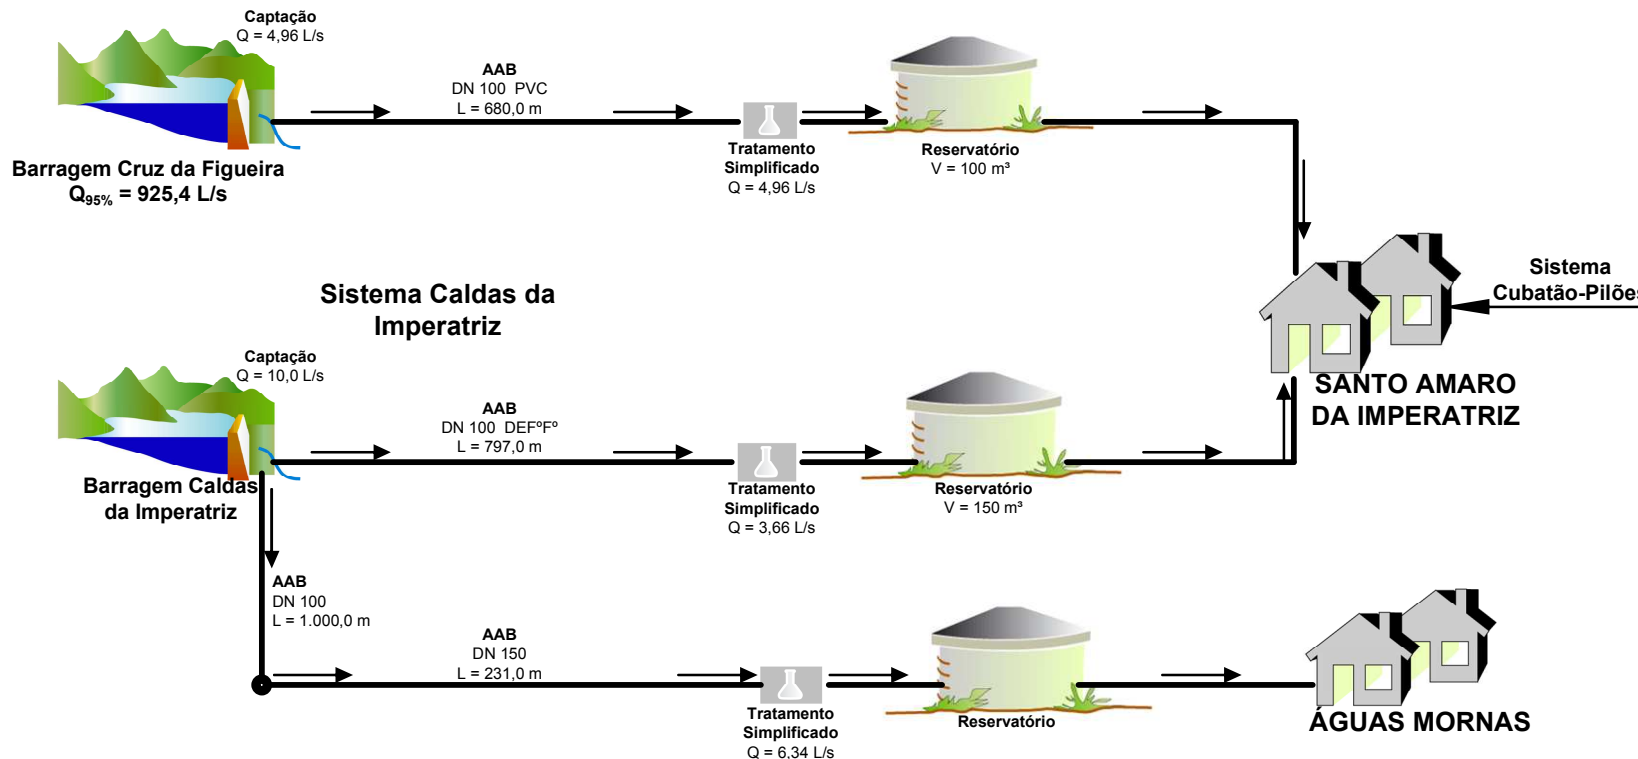 Captação
Q = 4,96 L/s
AAB
DN 100  PVC
L = 680,0 m
Tratamento
Simplificado
Q = 4,96 L/s
Reservatório
V = 100 m³
Barragem Cruz da Figueira
Q95% = 925,4 L/s
Sistema
Cubatão-Pilões
SANTO AMARO
DA IMPERATRIZ
Sistema Caldas da
Imperatriz
Captação
Q = 10,0 L/s
AAB
DN 100  DEFºFº
L = 797,0 m
Tratamento
Simplificado
Q = 3,66 L/s
Reservatório
V = 150 m³
Barragem Caldas
da Imperatriz
AAB
DN 100
L = 1.000,0 m
AAB
DN 150
L = 231,0 m
Tratamento
Simplificado
Q = 6,34 L/s
Reservatório
ÁGUAS MORNAS